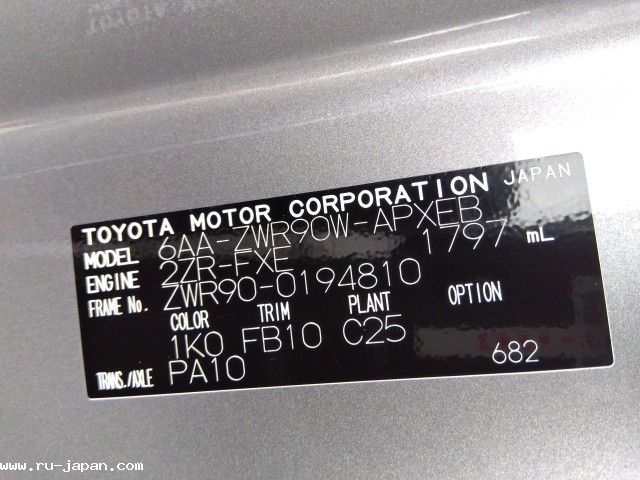 TOYOTA MOTOR CORPORATION JAPAN
MODEL 6AA-ZWR90W-APXEB
ENGINE 2ZR-FXE 1797 mL
FRAME No. ZWR90-0194810
COLOR TRIM PLANT OPTION
1K0 FB10 C25
TRANS./AXLE PA10 682
www.ru-japan.com